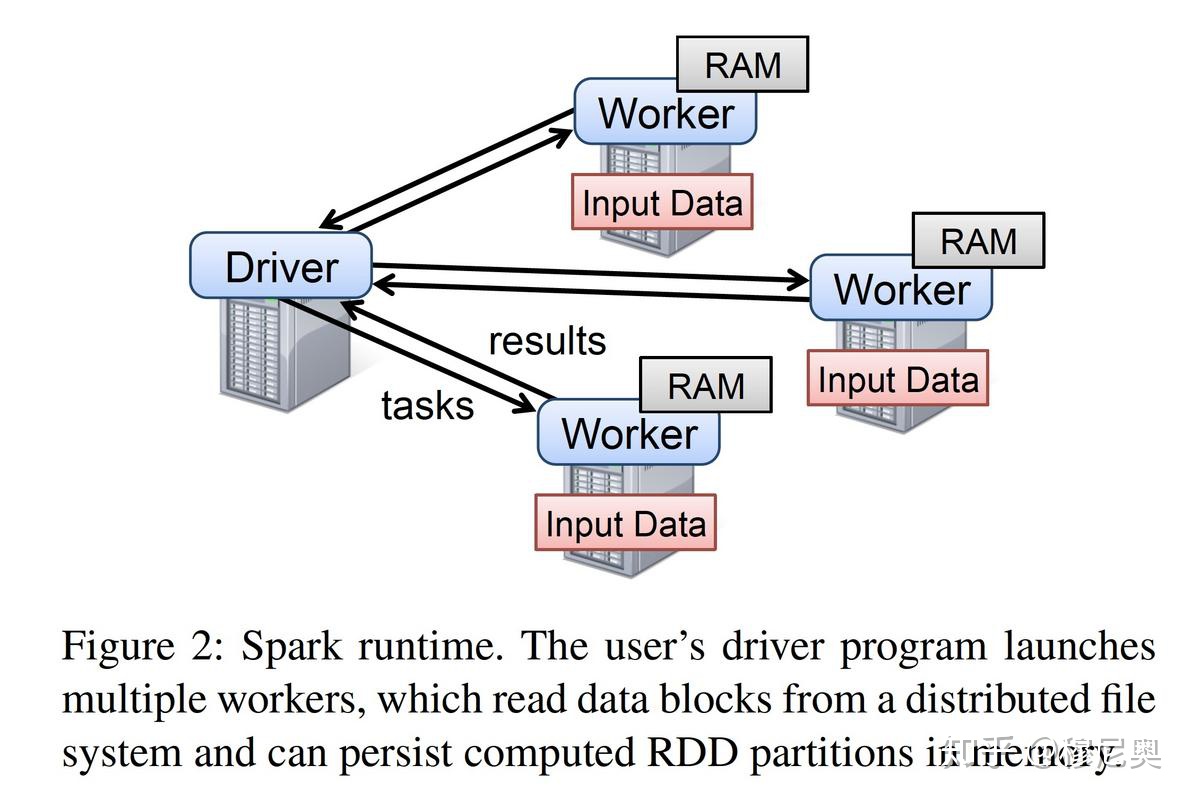 RAM
Worker
Input Data
RAM
Driver
Worker
results
Input Data
RAM
tasks
Worker
Input Data
Figure 2: Spark runtime. The user's driver program launches
multiple workers, which read data blocks from a distributed file
system and can persist computed RDD partitions in memory.
知乎 @穆尼奥